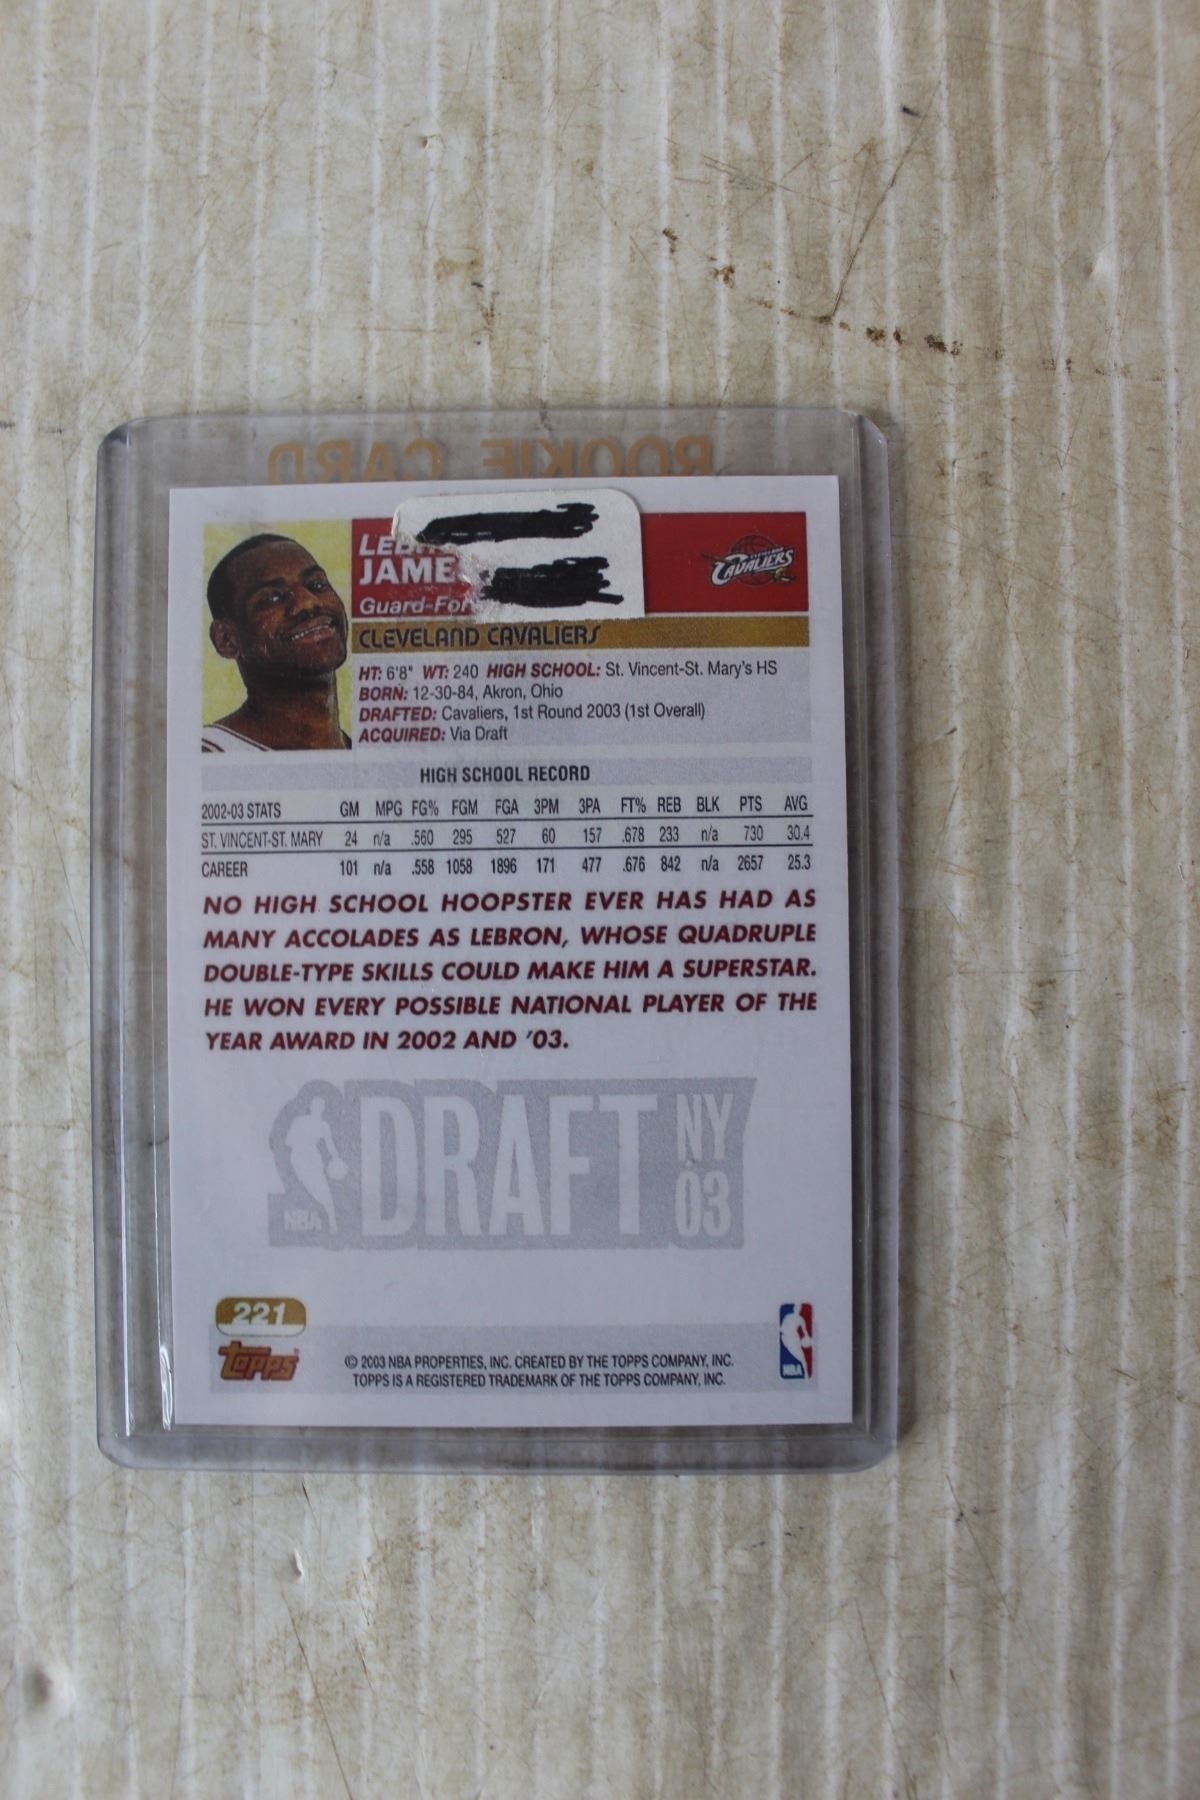 ROOKIE CARD
LEB
JAME
Guard-For
CAVALIERS
CLEVELAND CAVALIERS
HT: 6'8" WT: 240 HIGH SCHOOL: St. Vincent-St. Mary's HS
BORN: 12-30-84, Akron, Ohio
DRAFTED: Cavaliers, 1st Round 2003 (1st Overall)
ACQUIRED: Via Draft
HIGH SCHOOL RECORD
2002-03 STATS GM MPG FG% FGM FGA 3PM 3PA FT% REB BLK PTS AVG
ST. VINCENT-ST. MARY 24 n/a .560 295 527 60 157 .678 233 n/a 730 30.4
CAREER 101 n/a .558 1058 1896 171 477 .676 842 n/a 2657 25.3
NO HIGH SCHOOL HOOPSTER EVER HAS HAD AS
MANY ACCOLADES AS LEBRON, WHOSE QUADRUPLE
DOUBLE-TYPE SKILLS COULD MAKE HIM A SUPERSTAR.
HE WON EVERY POSSIBLE NATIONAL PLAYER OF THE
YEAR AWARD IN 2002 AND '03.
NBA DRAFT NY 03
221
Topps
© 2003 NBA PROPERTIES, INC. CREATED BY THE TOPPS COMPANY, INC.
TOPPS IS A REGISTERED TRADEMARK OF THE TOPPS COMPANY, INC.
NBA